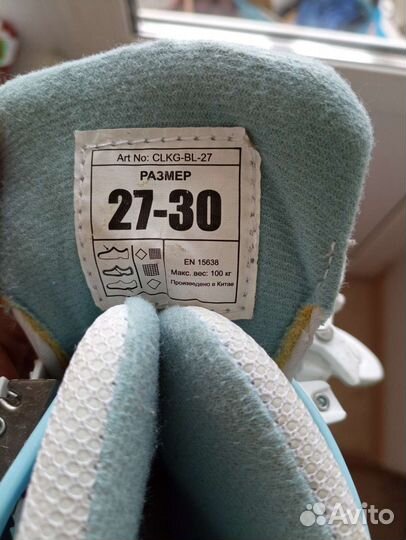 Art No: CLKG-BL-27
РАЗМЕР
27-30
EN 15638
Макс. вес: 100 кг
Произведено в Китае
Avito